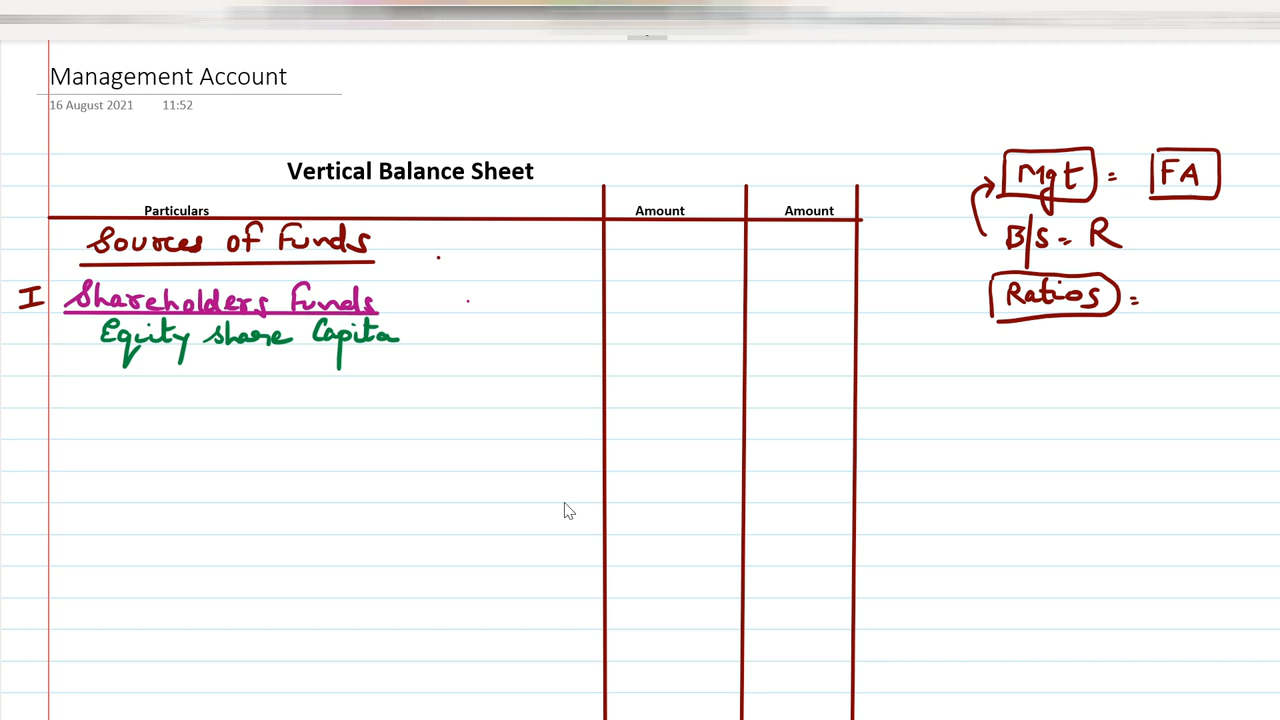 Management Account
16 August 2021 11:52
Vertical Balance Sheet
Particulars Amount Amount
Sources of Funds
I Shareholders Funds
Equity Share Capita
Mgt = FA
B/S = R
Ratios =